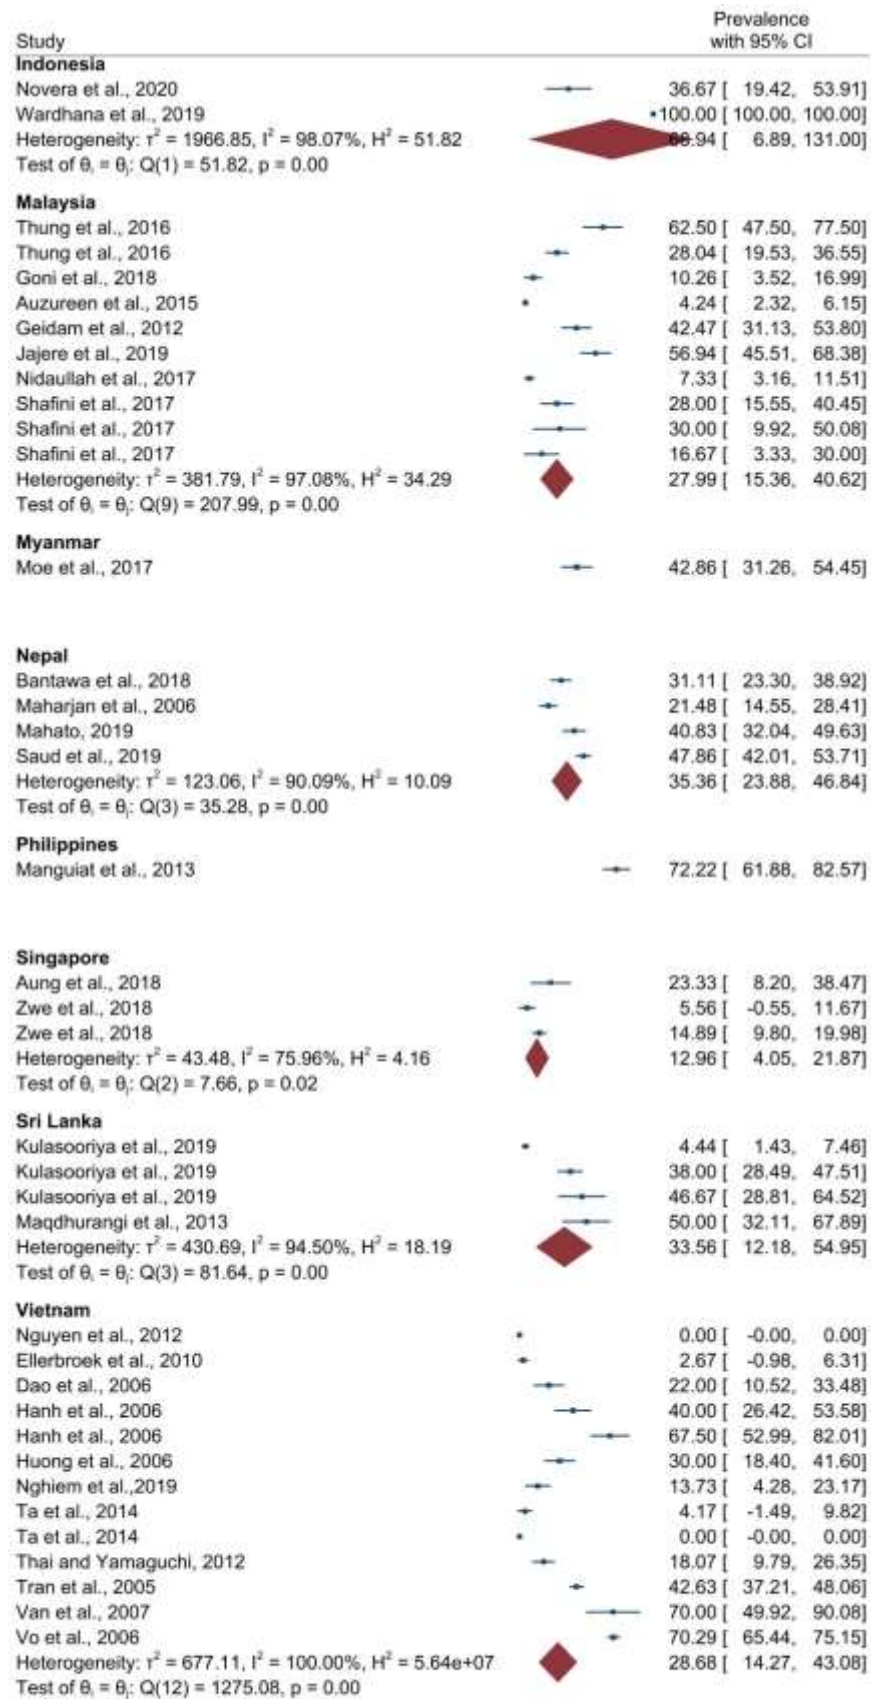 Prevalence
Study with 95% CI
Indonesia
Novera et al., 2020 36.67 [ 19.42, 53.91]
Wardhana et al., 2019 100.00 [ 100.00, 100.00]
Heterogeneity: τ² = 1966.85, I² = 98.07%, H² = 51.82 68.94 [ 6.89, 131.00]
Test of θᵢ = θⱼ: Q(1) = 51.82, p = 0.00
Malaysia
Thung et al., 2016 62.50 [ 47.50, 77.50]
Thung et al., 2016 28.04 [ 19.53, 36.55]
Goni et al., 2018 10.26 [ 3.52, 16.99]
Auzureen et al., 2015 4.24 [ 2.32, 6.15]
Geidam et al., 2012 42.47 [ 31.13, 53.80]
Jajere et al., 2019 56.94 [ 45.51, 68.38]
Nidaullah et al., 2017 7.33 [ 3.16, 11.51]
Shafini et al., 2017 28.00 [ 15.55, 40.45]
Shafini et al., 2017 30.00 [ 9.92, 50.08]
Shafini et al., 2017 16.67 [ 3.33, 30.00]
Heterogeneity: τ² = 381.79, I² = 97.08%, H² = 34.29 27.99 [ 15.36, 40.62]
Test of θᵢ = θⱼ: Q(9) = 207.99, p = 0.00
Myanmar
Moe et al., 2017 42.86 [ 31.26, 54.45]
Nepal
Bantawa et al., 2018 31.11 [ 23.30, 38.92]
Maharjan et al., 2006 21.48 [ 14.55, 28.41]
Mahato, 2019 40.83 [ 32.04, 49.63]
Saud et al., 2019 47.86 [ 42.01, 53.71]
Heterogeneity: τ² = 123.06, I² = 90.09%, H² = 10.09 35.36 [ 23.88, 46.84]
Test of θᵢ = θⱼ: Q(3) = 35.28, p = 0.00
Philippines
Manguiat et al., 2013 72.22 [ 61.88, 82.57]
Singapore
Aung et al., 2018 23.33 [ 8.20, 38.47]
Zwe et al., 2018 5.56 [ -0.55, 11.67]
Zwe et al., 2018 14.89 [ 9.80, 19.98]
Heterogeneity: τ² = 43.48, I² = 75.96%, H² = 4.16 12.96 [ 4.05, 21.87]
Test of θᵢ = θⱼ: Q(2) = 7.66, p = 0.02
Sri Lanka
Kulasooriya et al., 2019 4.44 [ 1.43, 7.46]
Kulasooriya et al., 2019 38.00 [ 28.49, 47.51]
Kulasooriya et al., 2019 46.67 [ 28.81, 64.52]
Maqdhurangi et al., 2013 50.00 [ 32.11, 67.89]
Heterogeneity: τ² = 430.69, I² = 94.50%, H² = 18.19 33.56 [ 12.18, 54.95]
Test of θᵢ = θⱼ: Q(3) = 81.64, p = 0.00
Vietnam
Nguyen et al., 2012 0.00 [ -0.00, 0.00]
Ellerbroek et al., 2010 2.67 [ -0.98, 6.31]
Dao et al., 2006 22.00 [ 10.52, 33.48]
Hanh et al., 2006 40.00 [ 26.42, 53.58]
Hanh et al., 2006 67.50 [ 52.99, 82.01]
Huong et al., 2006 30.00 [ 18.40, 41.60]
Nghiem et al.,2019 13.73 [ 4.28, 23.17]
Ta et al., 2014 4.17 [ -1.49, 9.82]
Ta et al., 2014 0.00 [ -0.00, 0.00]
Thai and Yamaguchi, 2012 18.07 [ 9.79, 26.35]
Tran et al., 2005 42.63 [ 37.21, 48.06]
Van et al., 2007 70.00 [ 49.92, 90.08]
Vo et al., 2006 70.29 [ 65.44, 75.15]
Heterogeneity: τ² = 677.11, I² = 100.00%, H² = 5.64e+07 28.68 [ 14.27, 43.08]
Test of θᵢ = θⱼ: Q(12) = 1275.08, p = 0.00